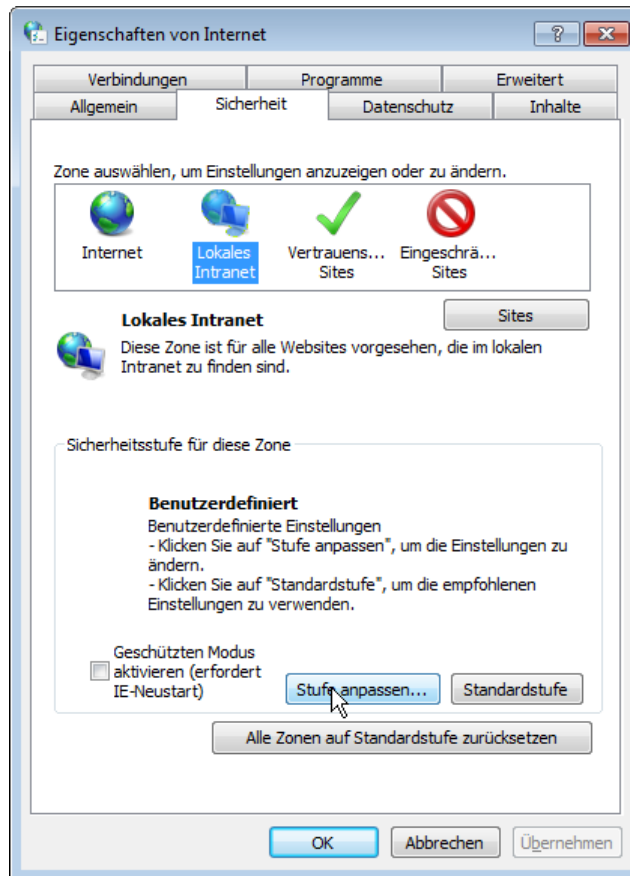 Eigenschaften von Internet
Verbindungen Programme Erweitert
Allgemein Sicherheit Datenschutz Inhalte
Zone auswählen, um Einstellungen anzuzeigen oder zu ändern.
Internet Lokales Vertrauens... Eingeschrä...
Intranet Sites Sites
Lokales Intranet Sites
Diese Zone ist für alle Websites vorgesehen, die im lokalen
Intranet zu finden sind.
Sicherheitsstufe für diese Zone
Benutzerdefiniert
Benutzerdefinierte Einstellungen
- Klicken Sie auf "Stufe anpassen", um die Einstellungen zu
ändern.
- Klicken Sie auf "Standardstufe", um die empfohlenen
Einstellungen zu verwenden.
Geschützten Modus
aktivieren (erfordert
IE-Neustart)
Stufe anpassen... Standardstufe
Alle Zonen auf Standardstufe zurücksetzen
OK Abbrechen Übernehmen